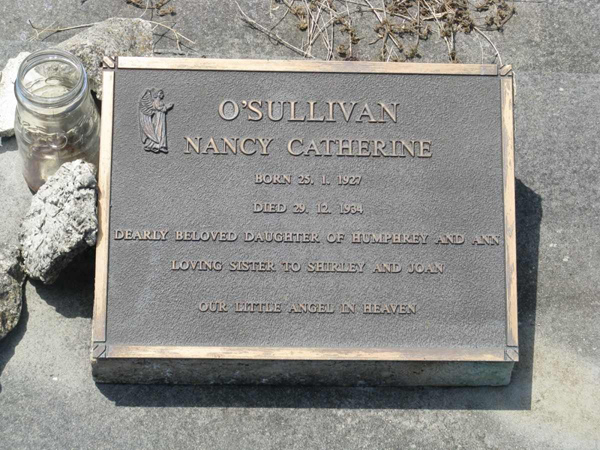 O'SULLIVAN
NANCY CATHERINE
BORN 25. 1. 1927
DIED 29. 12. 1934
DEARLY BELOVED DAUGHTER OF HUMPHREY AND ANN
LOVING SISTER TO SHIRLEY AND JOAN
OUR LITTLE ANGEL IN HEAVEN